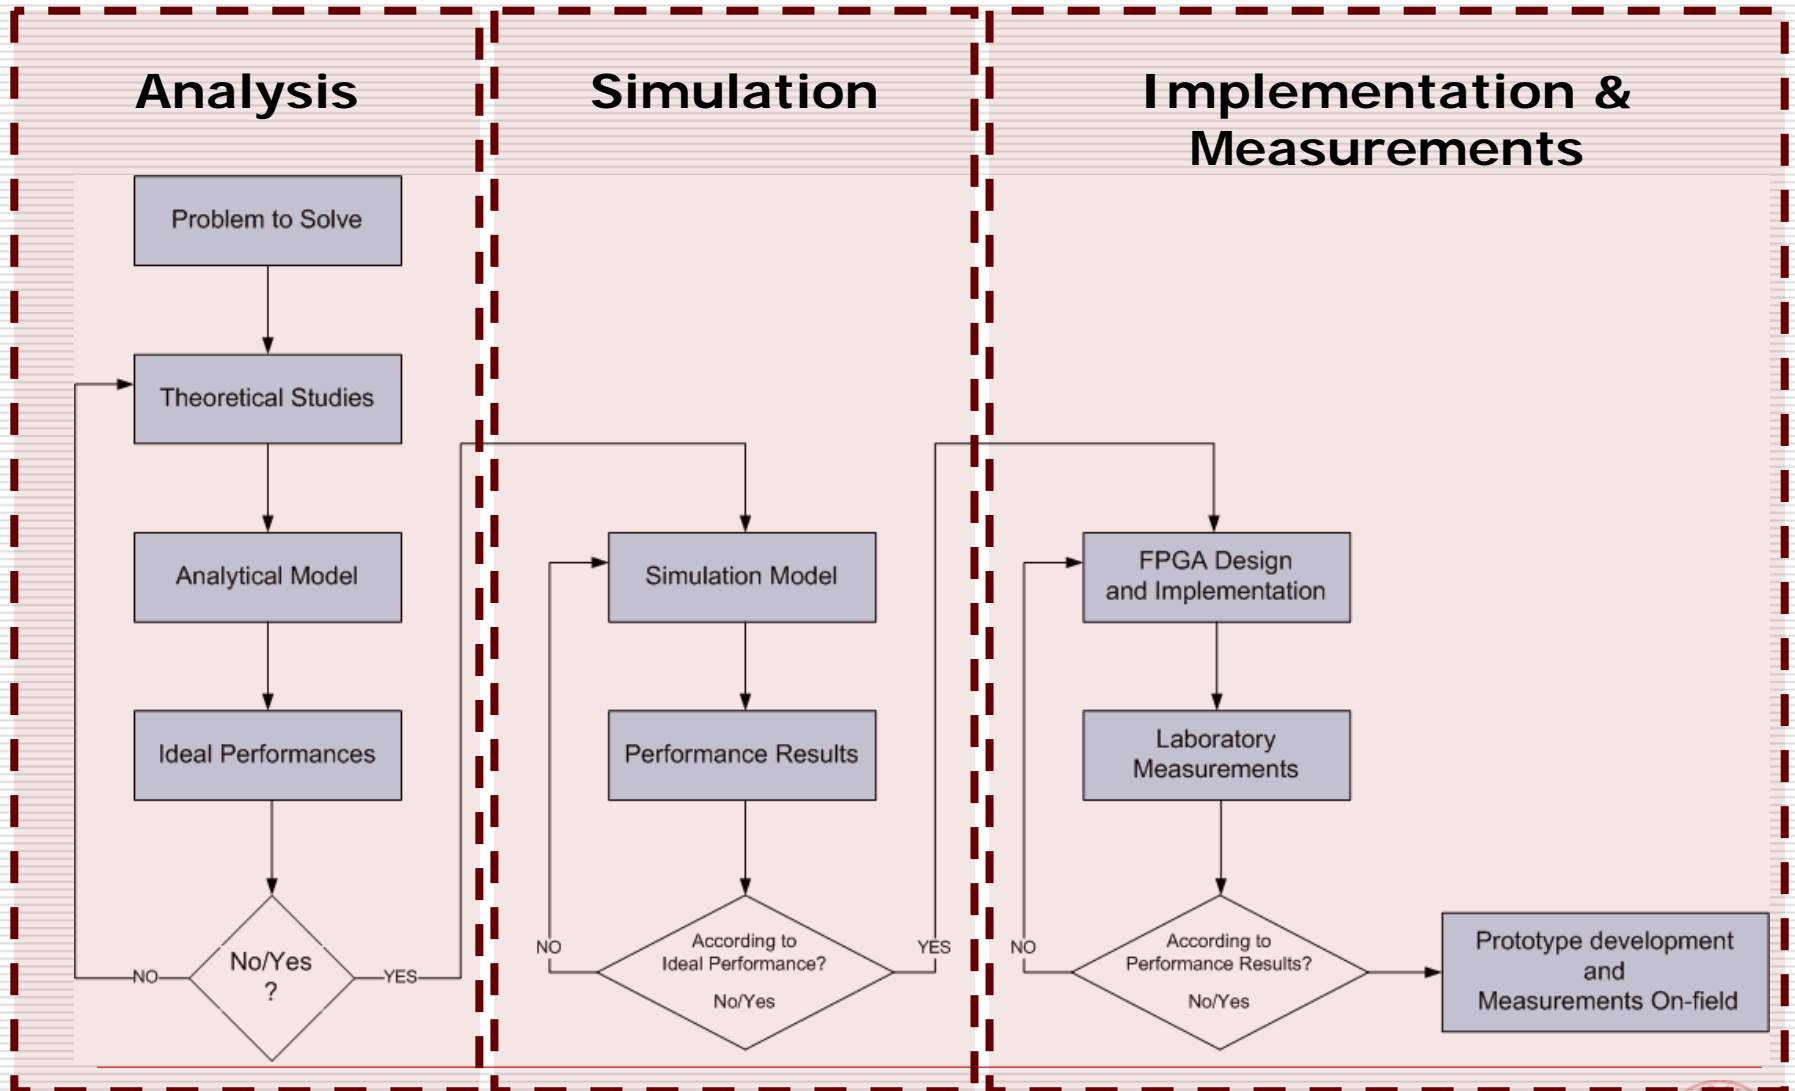 Analysis
Problem to Solve
Theoretical Studies
Analytical Model
Ideal Performances
No/Yes
?
NO
YES
Simulation
Simulation Model
Performance Results
According to
Ideal Performance?
No/Yes
NO
YES
Implementation &
Measurements
FPGA Design
and Implementation
Laboratory
Measurements
According to
Performance Results?
No/Yes
NO
Prototype development
and
Measurements On-field